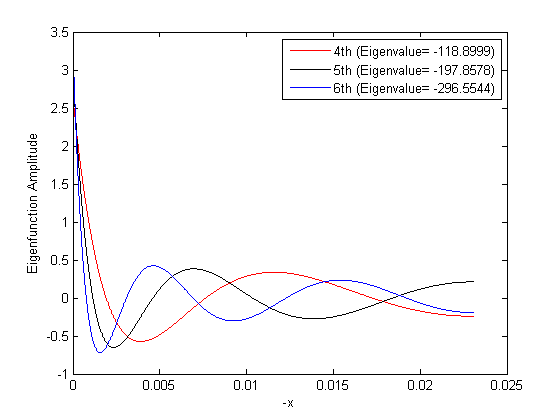 3.5
3
2.5
2
1.5
1
0.5
0
-0.5
-1
Eigenfunction Amplitude
4th (Eigenvalue= -118.8999)
5th (Eigenvalue= -197.8578)
6th (Eigenvalue= -296.5544)
0 0.005 0.01 0.015 0.02 0.025
-x